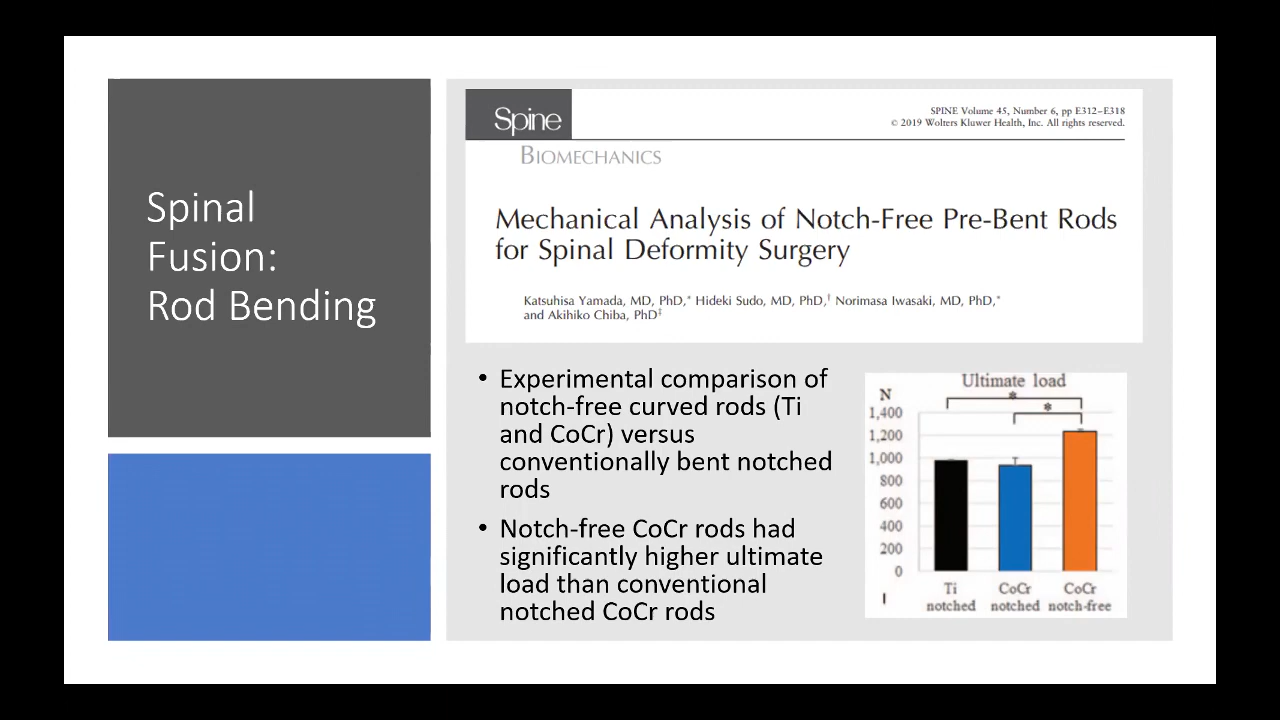 Spinal
Fusion:
Rod Bending
Spine
SPINE Volume 45, Number 6, pp E312–E318
© 2019 Wolters Kluwer Health, Inc. All rights reserved.
BIOMECHANICS
Mechanical Analysis of Notch-Free Pre-Bent Rods
for Spinal Deformity Surgery
Katsuhisa Yamada, MD, PhD,* Hideki Sudo, MD, PhD,† Norimasa Iwasaki, MD, PhD,*
and Akihiko Chiba, PhD‡
• Experimental comparison of
notch-free curved rods (Ti
and CoCr) versus
conventionally bent notched
rods
• Notch-free CoCr rods had
significantly higher ultimate
load than conventional
notched CoCr rods
Ultimate load
N
*
*
1,400
1,200
1,000
800
600
400
200
0
Ti CoCr CoCr
notched notched notch-free
I